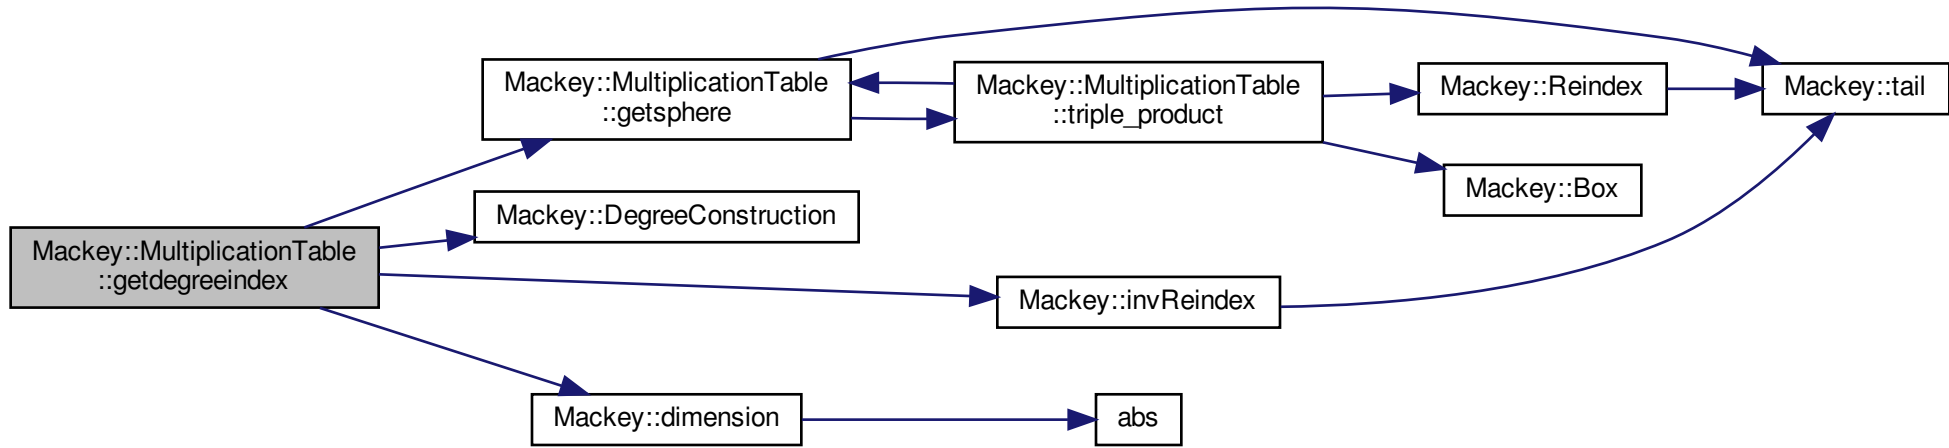 Mackey::MultiplicationTable
::getdegreeindex
Mackey::MultiplicationTable
::getsphere
Mackey::DegreeConstruction
Mackey::invReindex
Mackey::dimension
Mackey::MultiplicationTable
::triple_product
Mackey::Reindex
Mackey::Box
Mackey::tail
abs